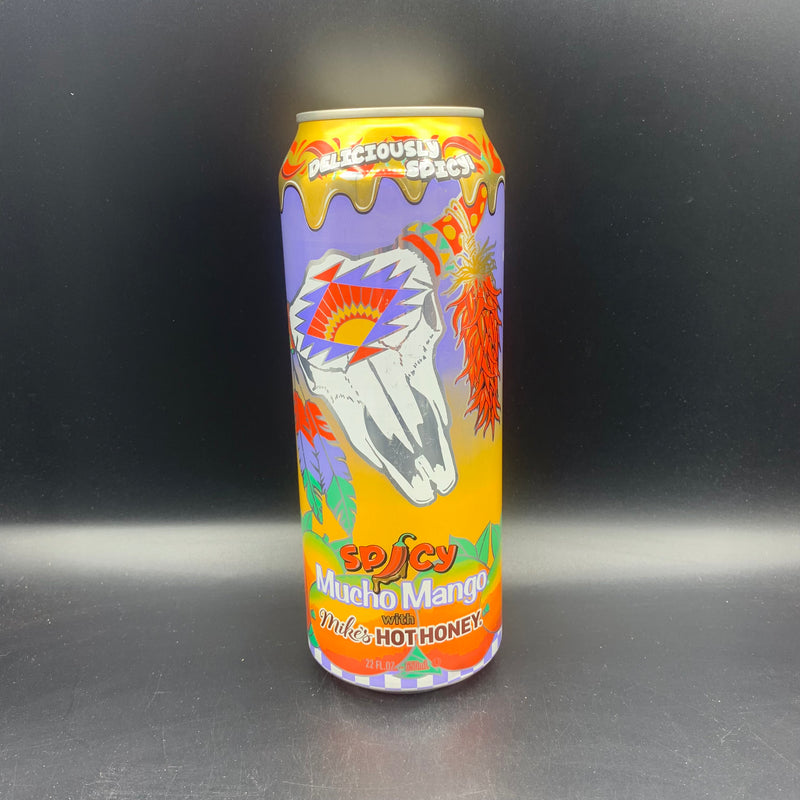 DELICIOUSLY
SPICY!
SPICY
Mucho Mango
with
Mike's HOT HONEY.
22 FL.OZ.